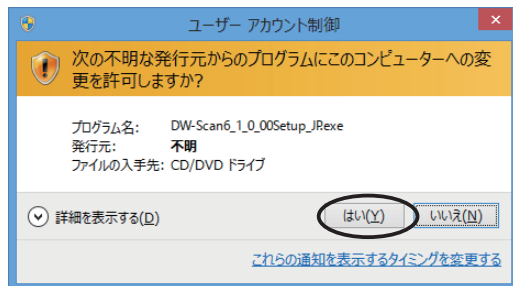 ユーザー アカウント制御
次の不明な発行元からのプログラムにこのコンピューターへの変
更を許可しますか?
プログラム名: DW-Scan6_1_0_00Setup_JP.exe
発行元: 不明
ファイルの入手先: CD/DVD ドライブ
詳細を表示する(D) はい(Y) いいえ(N)
これらの通知を表示するタイミングを変更する